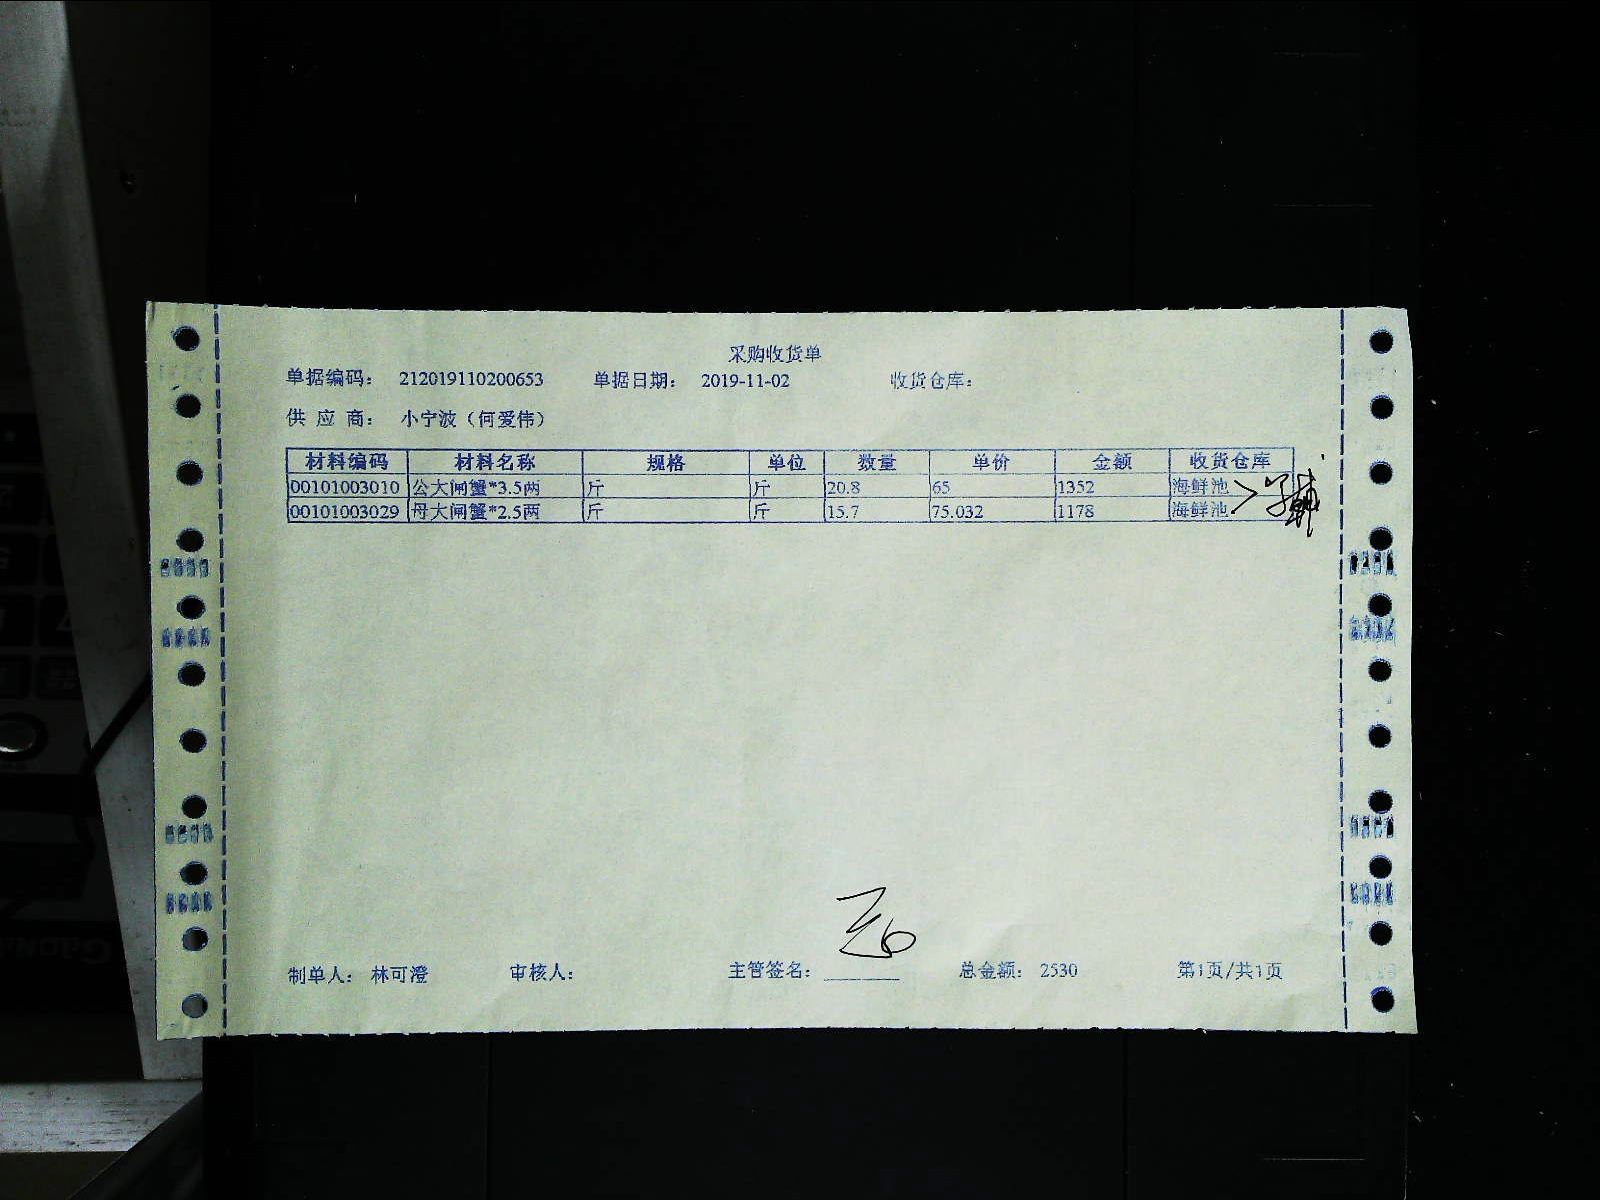 采购收货单
单据编码： 212019110200653 单据日期： 2019-11-02 收货仓库：
供 应 商： 小宁波（何爱伟）
材料编码 材料名称 规格 单位 数量 单价 金额 收货仓库
00101003010 公大闸蟹*3.5两 斤 斤 20.8 65 1352 海鲜池
00101003029 母大闸蟹*2.5两 斤 斤 15.7 75.032 1178 海鲜池
制单人： 林可澄 审核人： 主管签名： 总金额： 2530 第1页/共1页